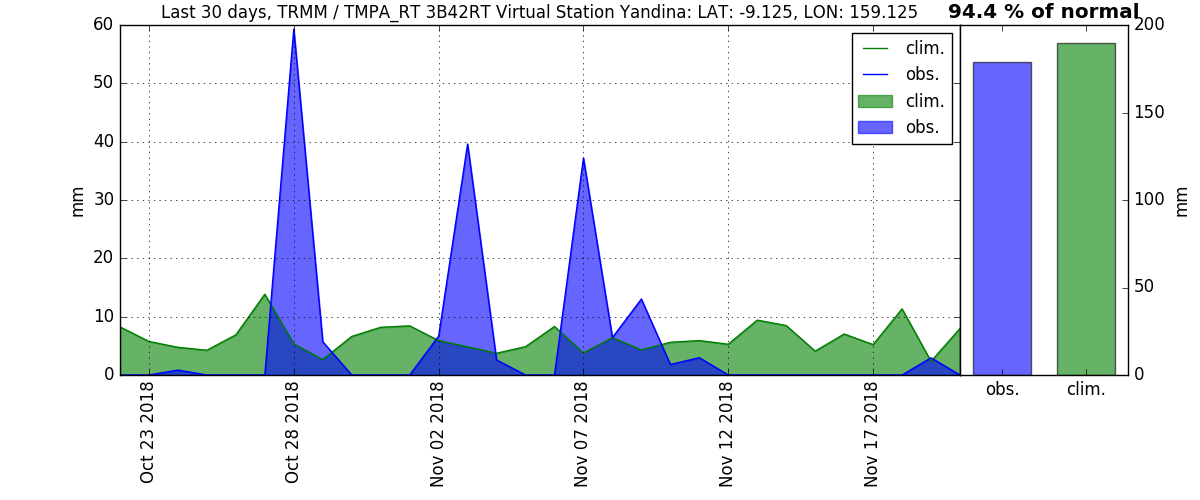 Last 30 days, TRMM / TMPA_RT 3B42RT Virtual Station Yandina: LAT: -9.125, LON: 159.125
94.4 % of normal
60
50
40
30
20
10
0
mm
clim.
obs.
clim.
obs.
200
150
100
50
0
mm
Oct 23 2018
Oct 28 2018
Nov 02 2018
Nov 07 2018
Nov 12 2018
Nov 17 2018
obs.
clim.